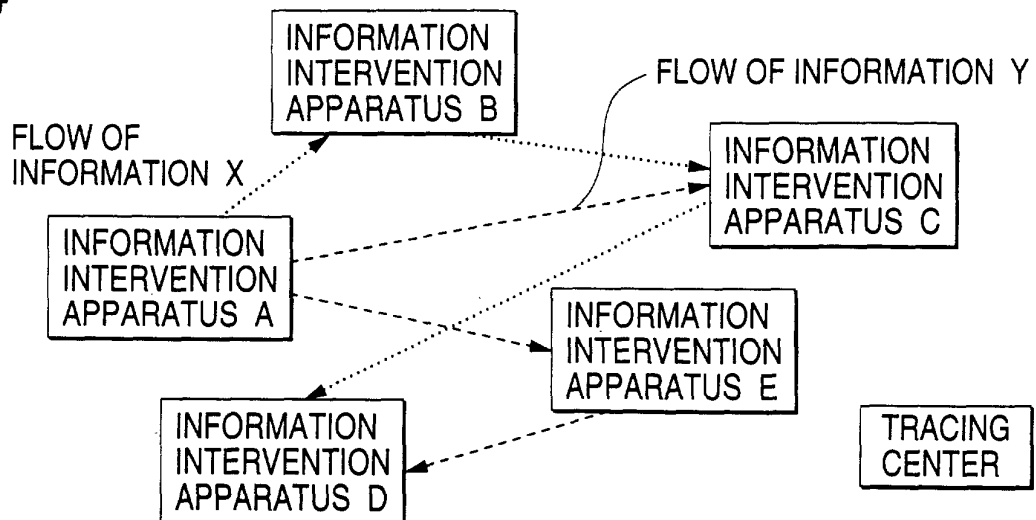 INFORMATION
INTERVENTION
APPARATUS B
FLOW OF INFORMATION Y
FLOW OF
INFORMATION X
INFORMATION
INTERVENTION
APPARATUS C
INFORMATION
INTERVENTION
APPARATUS A
INFORMATION
INTERVENTION
APPARATUS E
INFORMATION
INTERVENTION
APPARATUS D
TRACING
CENTER